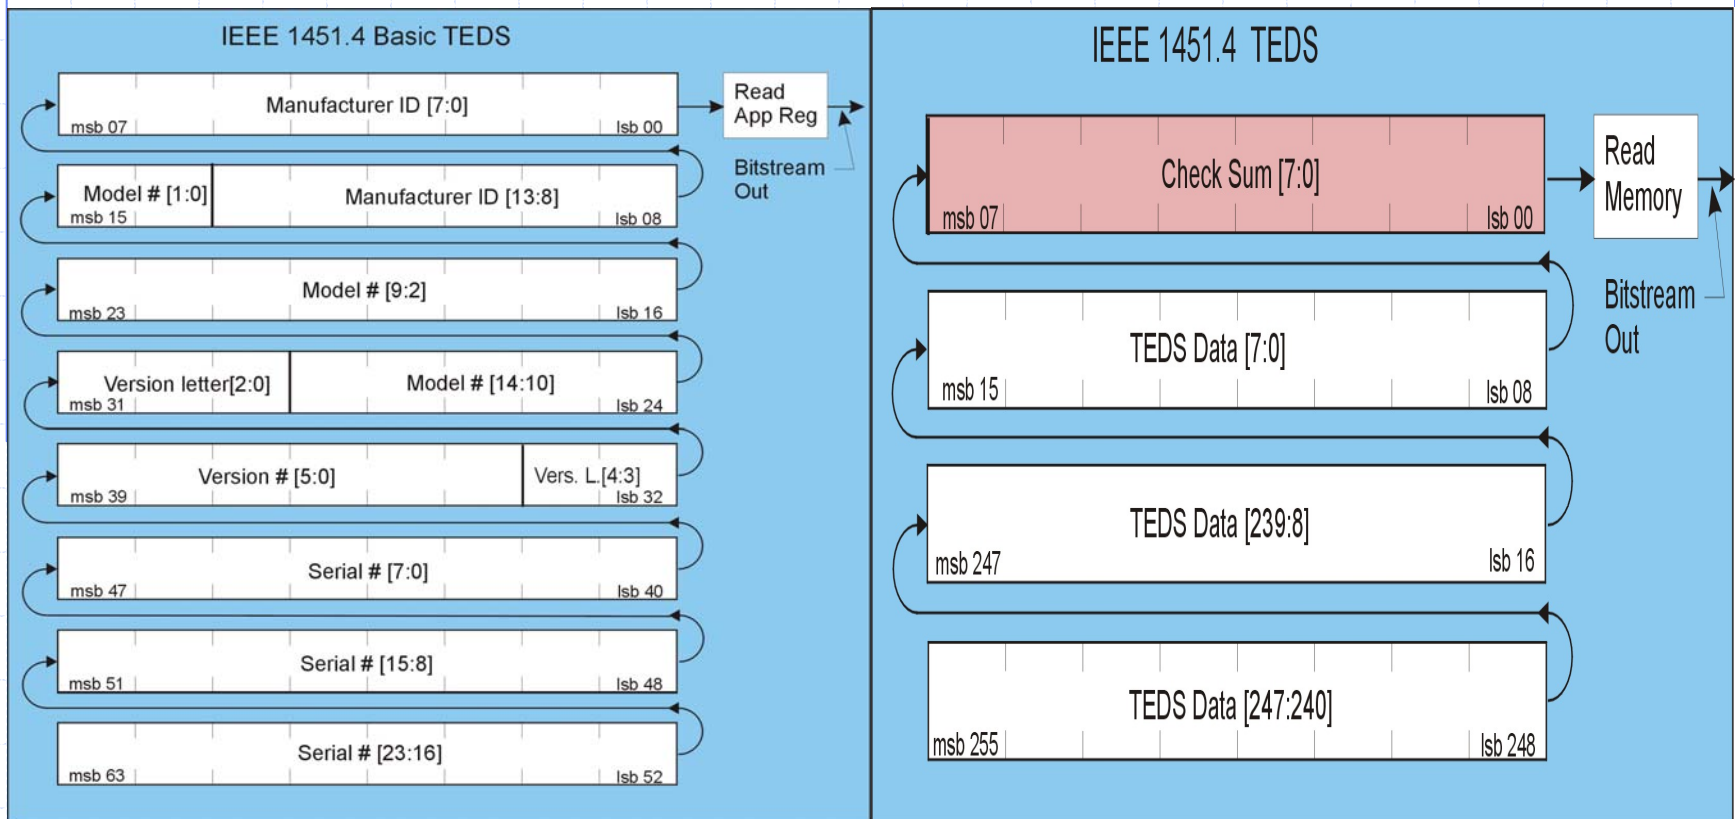 IEEE 1451.4 Basic TEDS
Manufacturer ID [7:0]
msb 07
lsb 00
Read
App Reg
Bitstream
Out
Model # [1:0]
Manufacturer ID [13:8]
msb 15
lsb 08
Model # [9:2]
msb 23
lsb 16
Version letter[2:0]
Model # [14:10]
msb 31
lsb 24
Version # [5:0]
Vers. L.[4:3]
msb 39
lsb 32
Serial # [7:0]
msb 47
lsb 40
Serial # [15:8]
msb 51
lsb 48
Serial # [23:16]
msb 63
lsb 52
IEEE 1451.4 TEDS
Check Sum [7:0]
msb 07
lsb 00
Read
Memory
Bitstream
Out
TEDS Data [7:0]
msb 15
lsb 08
TEDS Data [239:8]
msb 247
lsb 16
TEDS Data [247:240]
msb 255
lsb 248